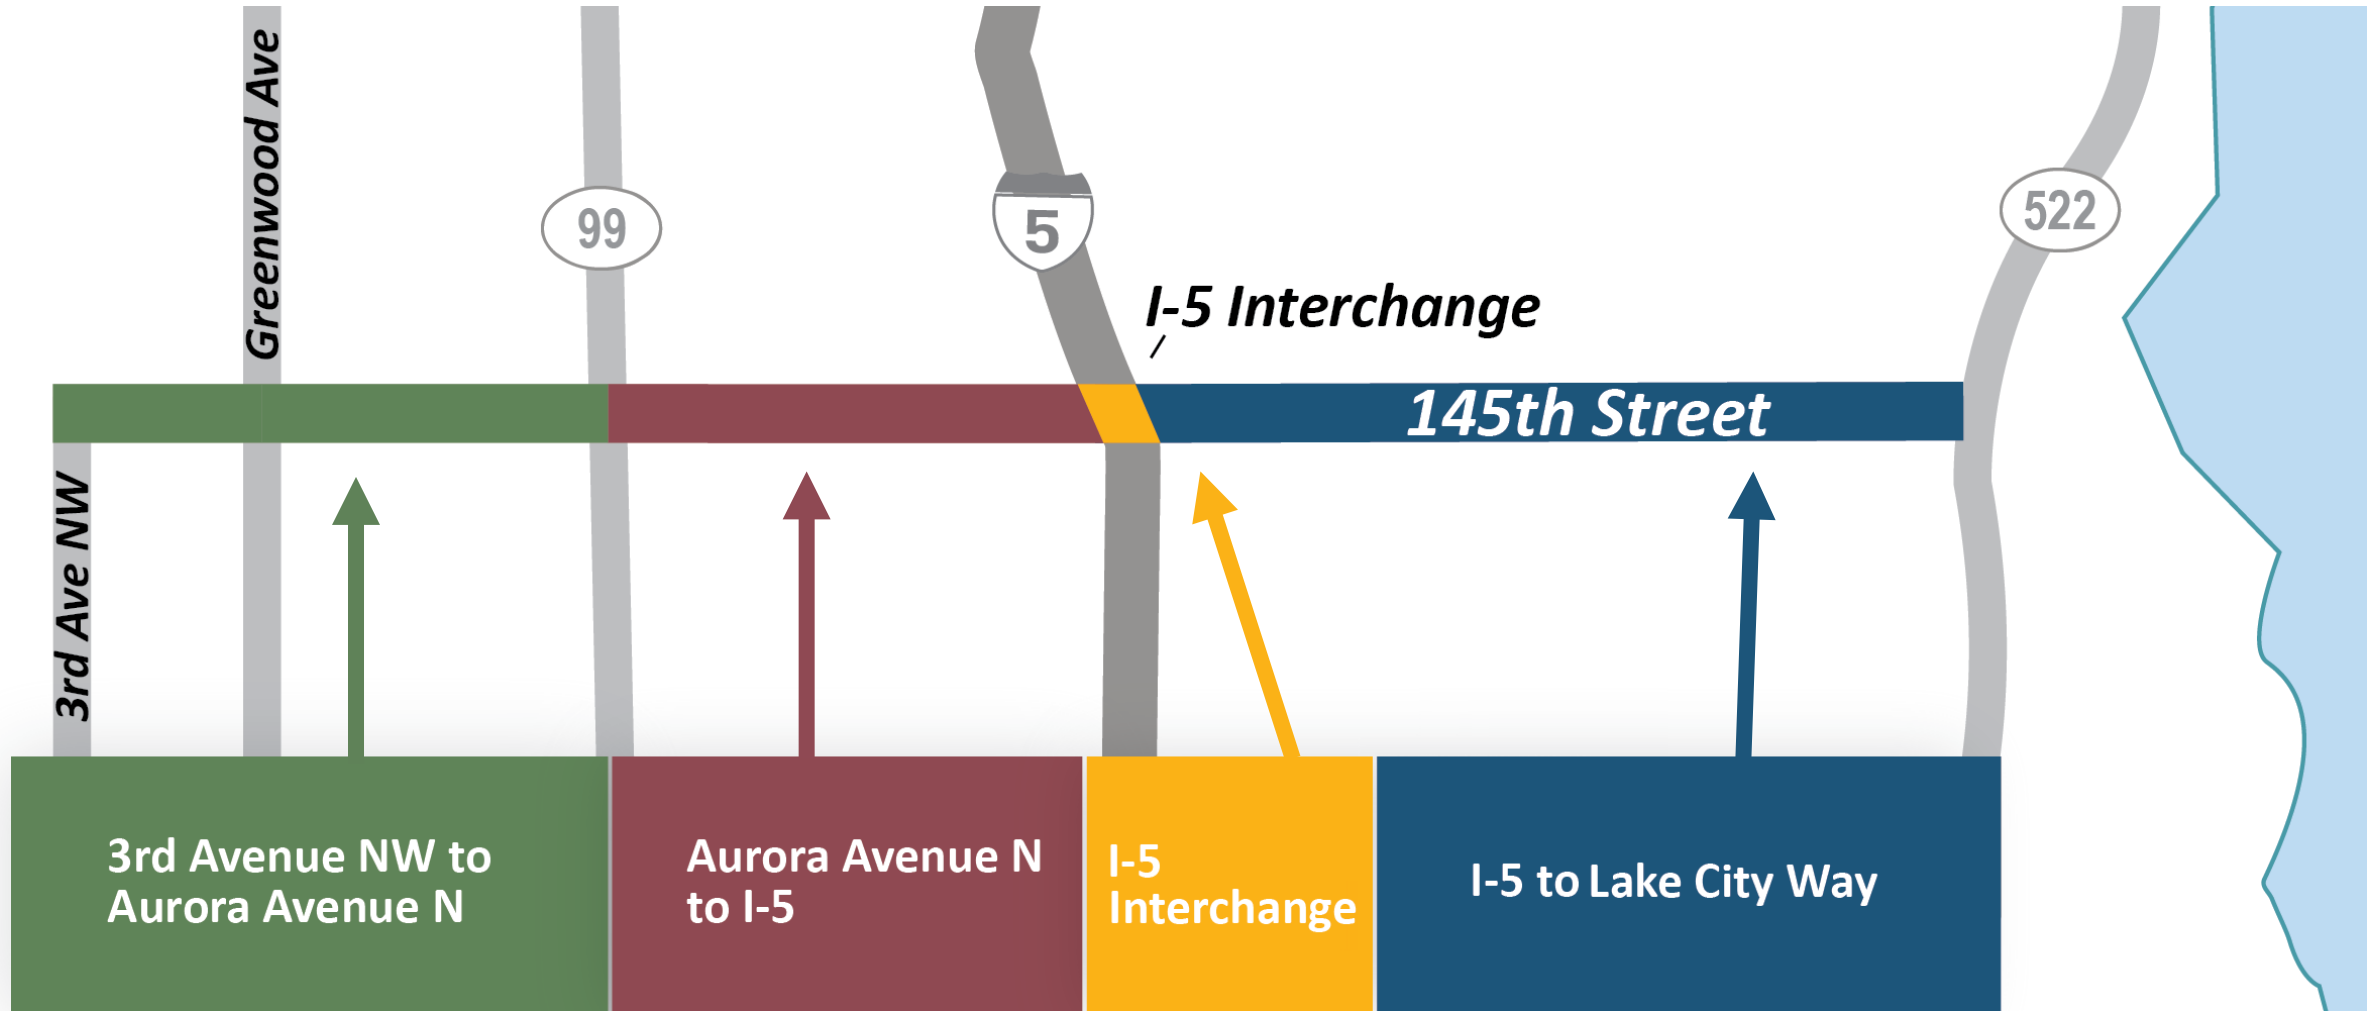 Greenwood Ave
99
5
522
I-5 Interchange
145th Street
3rd Ave NW
3rd Avenue NW to
Aurora Avenue N
Aurora Avenue N
to I-5
I-5
Interchange
I-5 to Lake City Way